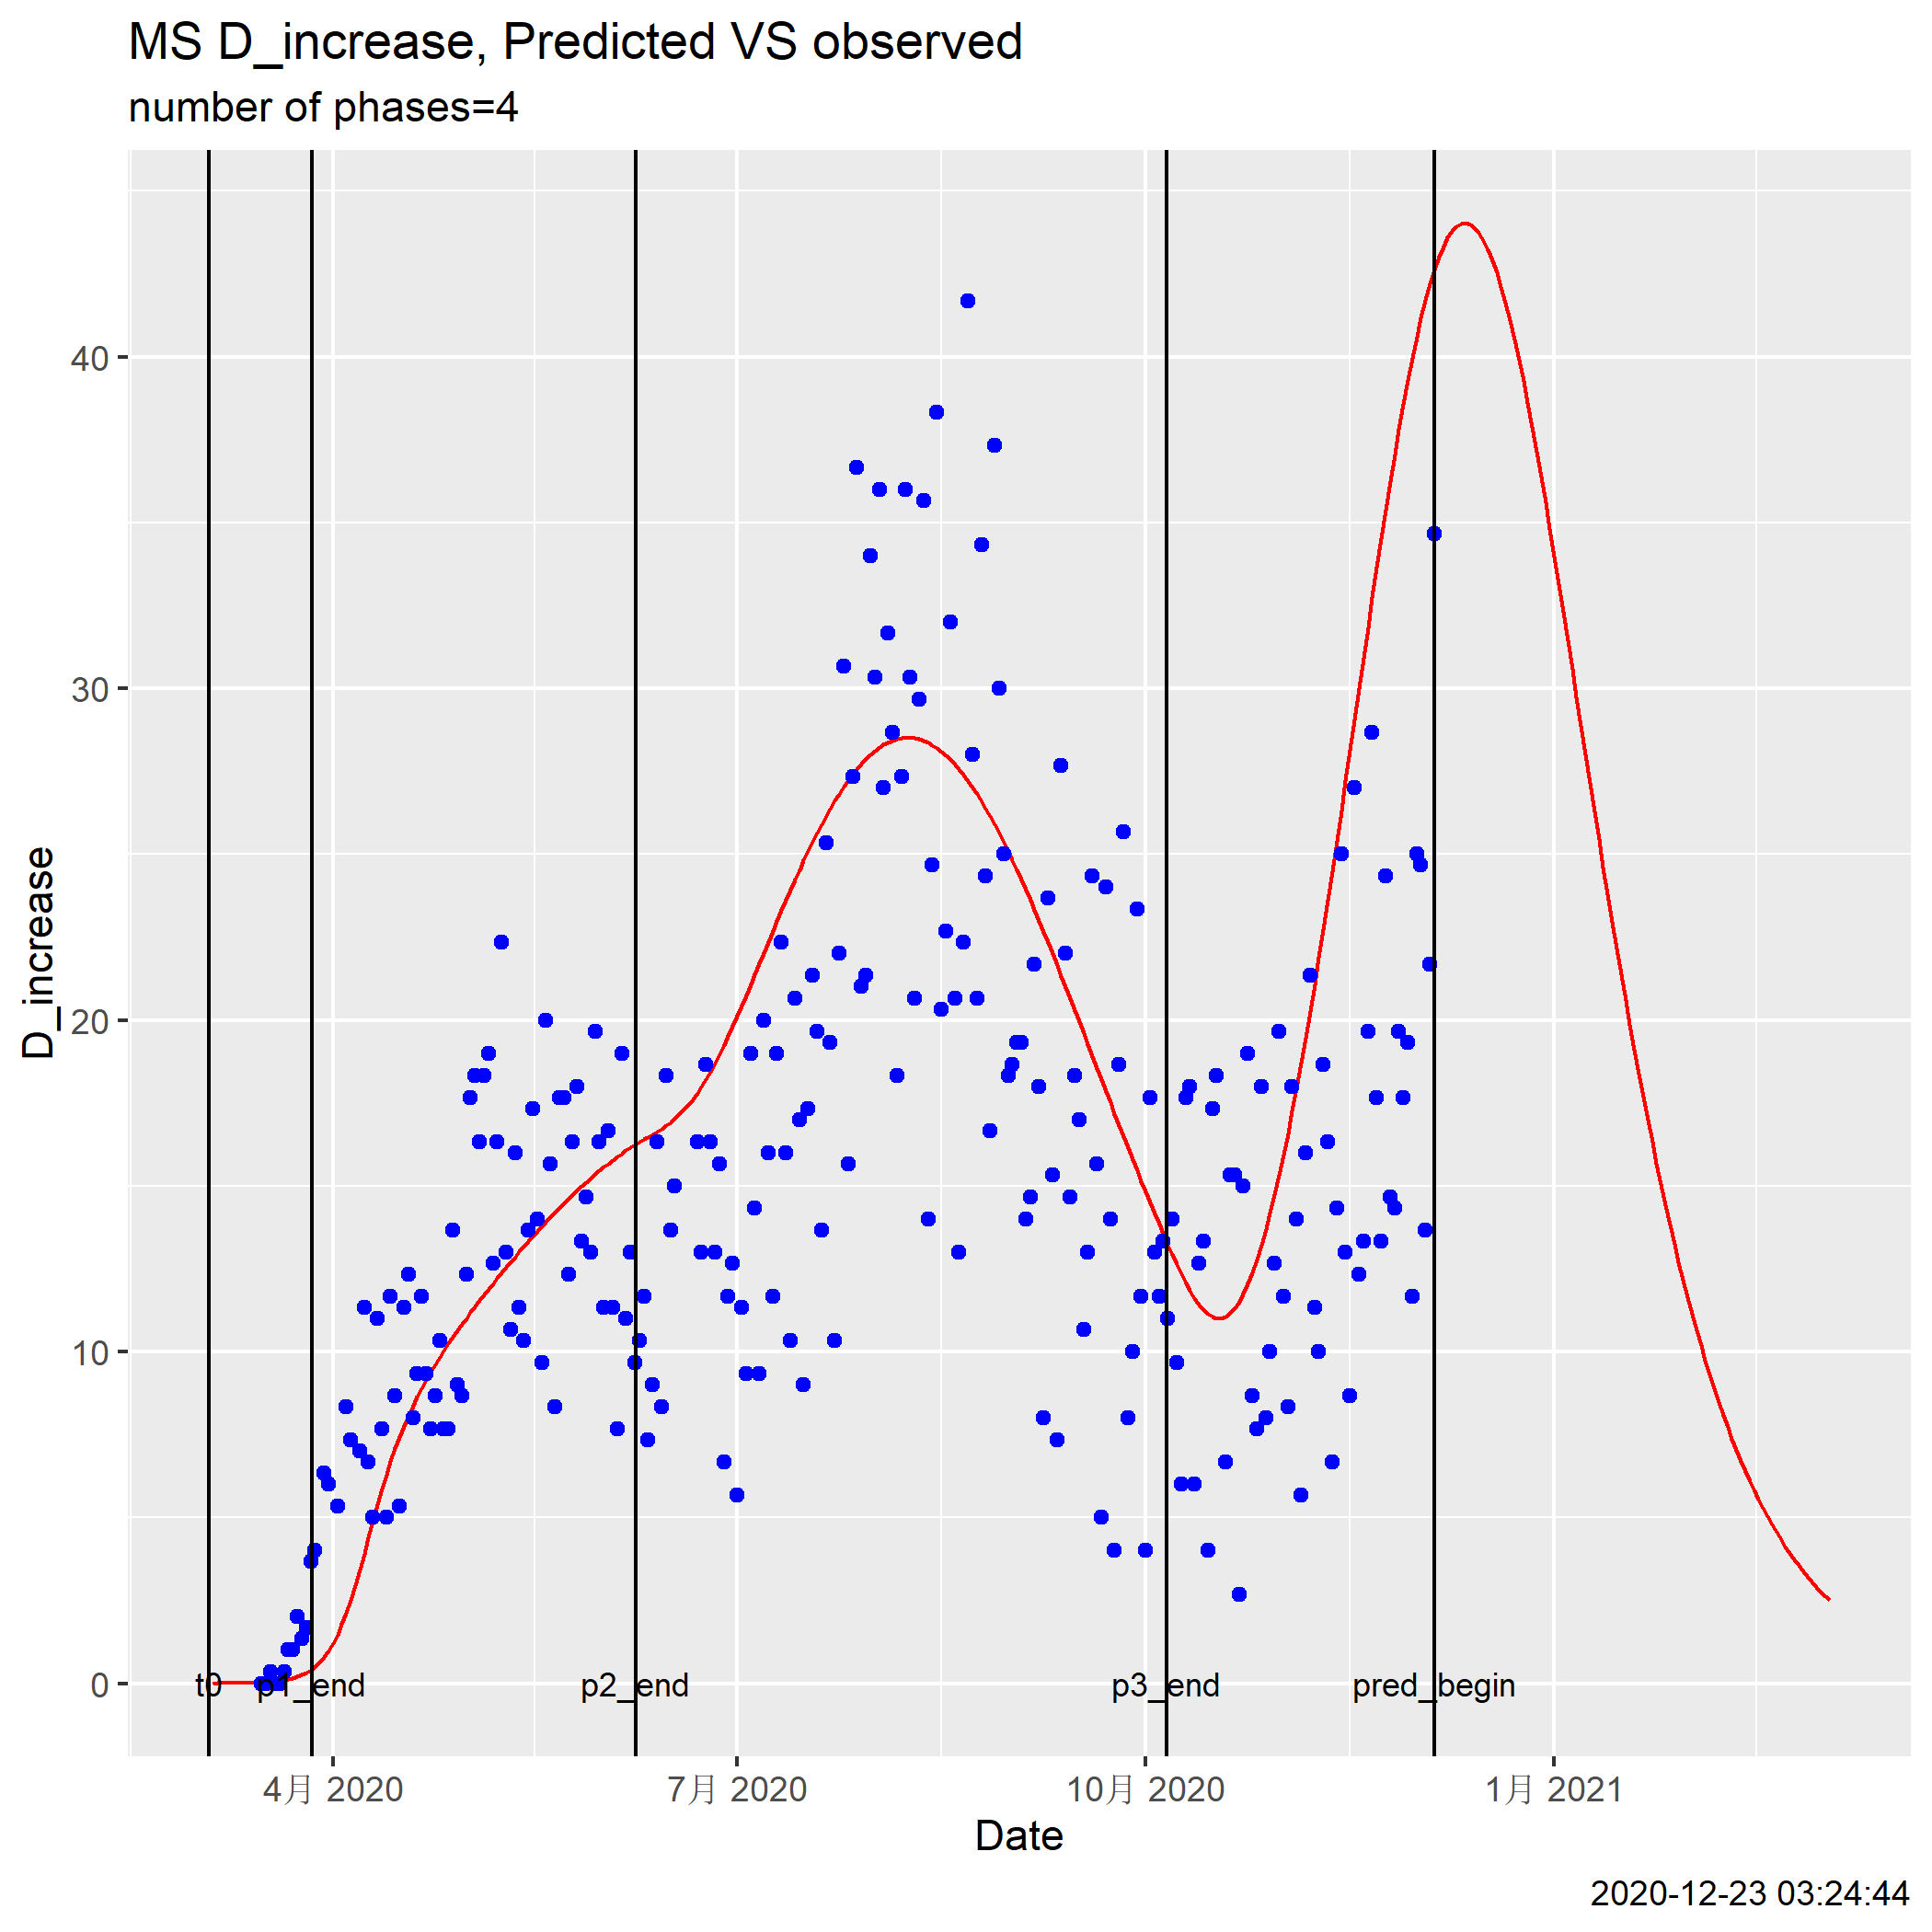 MS D_increase, Predicted VS observed
number of phases=4
D_increase
40
30
20
10
0
t0 p1_end p2_end p3_end pred_begin
4月 2020 7月 2020 10月 2020 1月 2021
Date
2020-12-23 03:24:44